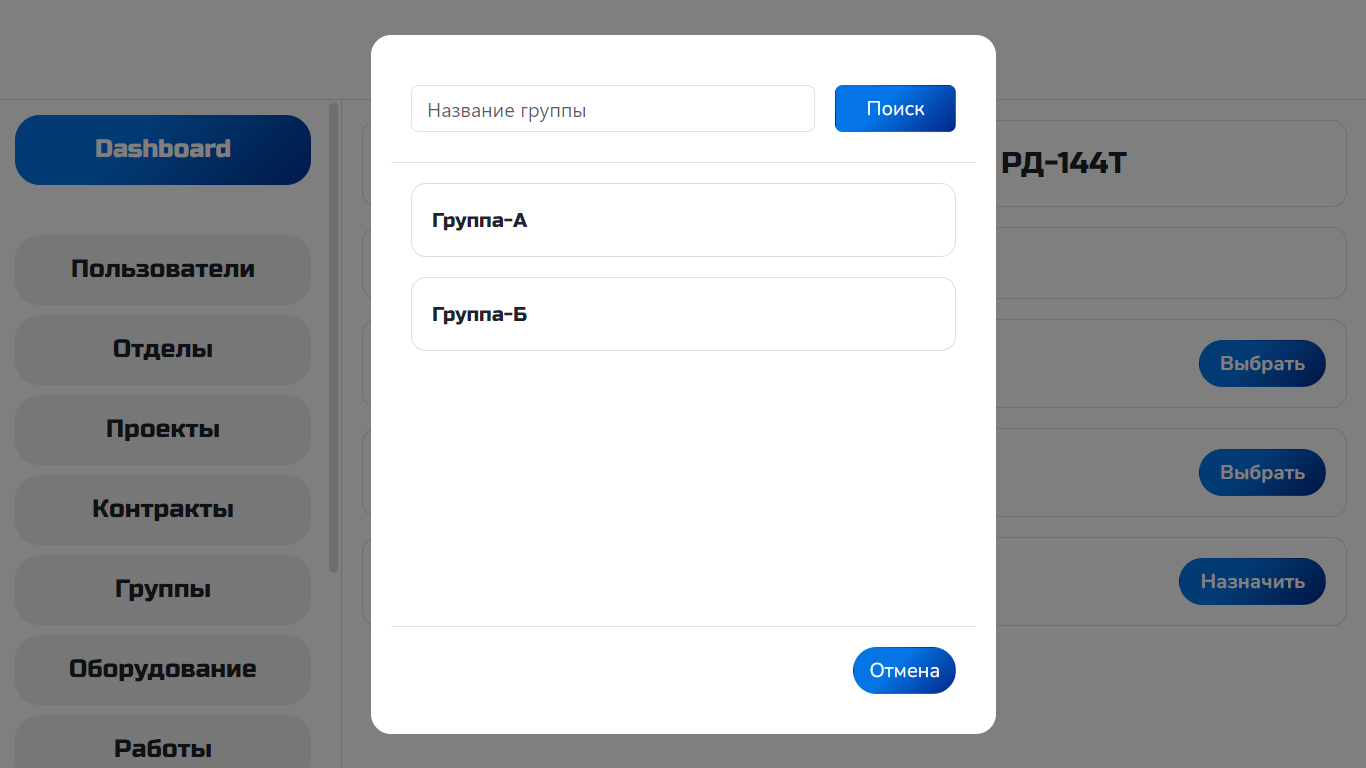 Dashboard
Пользователи
Отделы
Проекты
Контракты
Группы
Оборудование
Работы
Название группы
Поиск
Группа-А
Группа-Б
Отмена
РД-144Т
Выбрать
Выбрать
Назначить